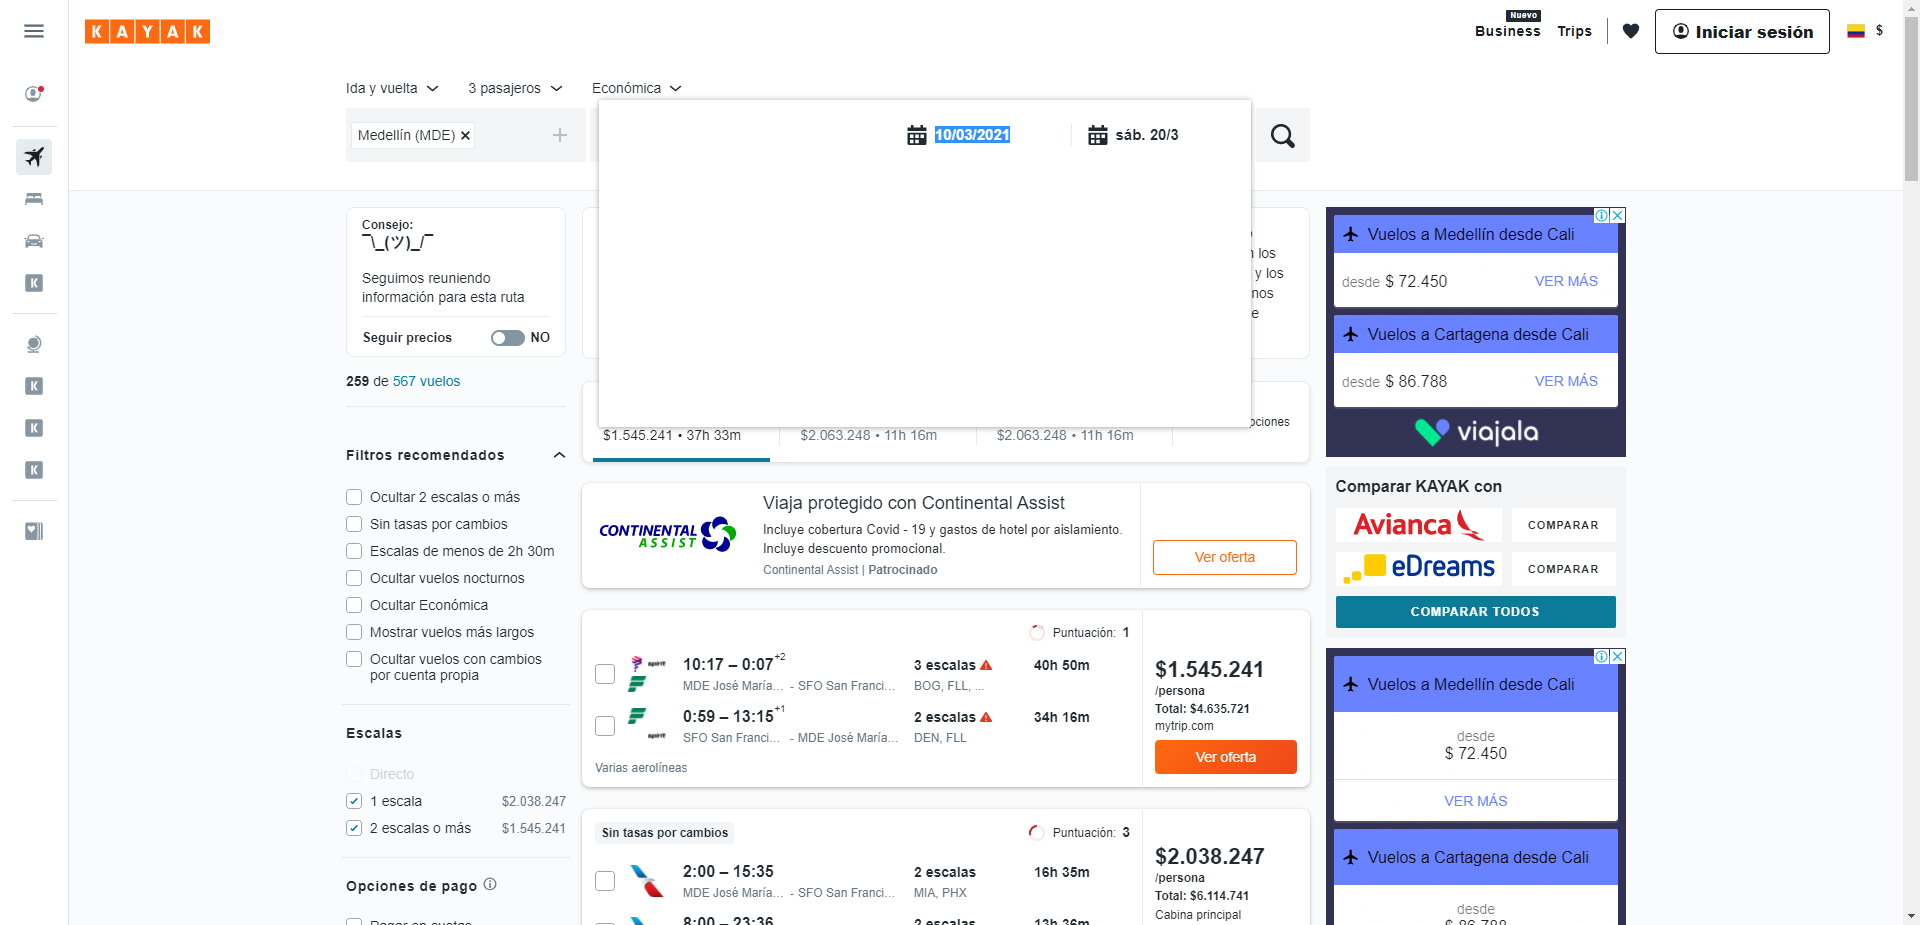 KAYAK
Nuevo
Business
Trips
Iniciar sesión
$
Ida y vuelta
3 pasajeros
Económica
Medellín (MDE)
10/03/2021
sáb. 20/3
Consejo:
¯\_(ツ)_/¯
Seguimos reuniendo
información para esta ruta
Seguir precios
NO
259 de 567 vuelos
Filtros recomendados
Ocultar 2 escalas o más
Sin tasas por cambios
Escalas de menos de 2h 30m
Ocultar vuelos nocturnos
Ocultar Económica
Mostrar vuelos más largos
Ocultar vuelos con cambios
por cuenta propia
Escalas
Directo
1 escala $2.038.247
2 escalas o más $1.545.241
Opciones de pago
los
y los
nos
e
pciones
$1.545.241 • 37h 33m
$2.063.248 • 11h 16m
$2.063.248 • 11h 16m
CONTINENTAL
ASSIST
Viaja protegido con Continental Assist
Incluye cobertura Covid - 19 y gastos de hotel por aislamiento.
Incluye descuento promocional.
Continental Assist | Patrocinado
Ver oferta
Puntuación: 1
spirit
10:17 – 0:07+2
3 escalas
40h 50m
MDE José María... - SFO San Franci...
BOG, FLL, ...
0:59 – 13:15+1
2 escalas
34h 16m
spirit
SFO San Franci... - MDE José María...
DEN, FLL
Varias aerolíneas
$1.545.241
/persona
Total: $4.635.721
mytrip.com
Ver oferta
Sin tasas por cambios
Puntuación: 3
2:00 – 15:35
2 escalas
16h 35m
MDE José María... - SFO San Franci...
MIA, PHX
8:00 – 23:36
2 escalas
13h 36m
$2.038.247
/persona
Total: $6.114.741
Cabina principal
Vuelos a Medellín desde Cali
desde $ 72.450
VER MÁS
Vuelos a Cartagena desde Cali
desde $ 86.788
VER MÁS
viajala
Comparar KAYAK con
Avianca
COMPARAR
eDreams
COMPARAR
COMPARAR TODOS
Vuelos a Medellín desde Cali
desde
$ 72.450
VER MÁS
Vuelos a Cartagena desde Cali
desde
$ 86.788